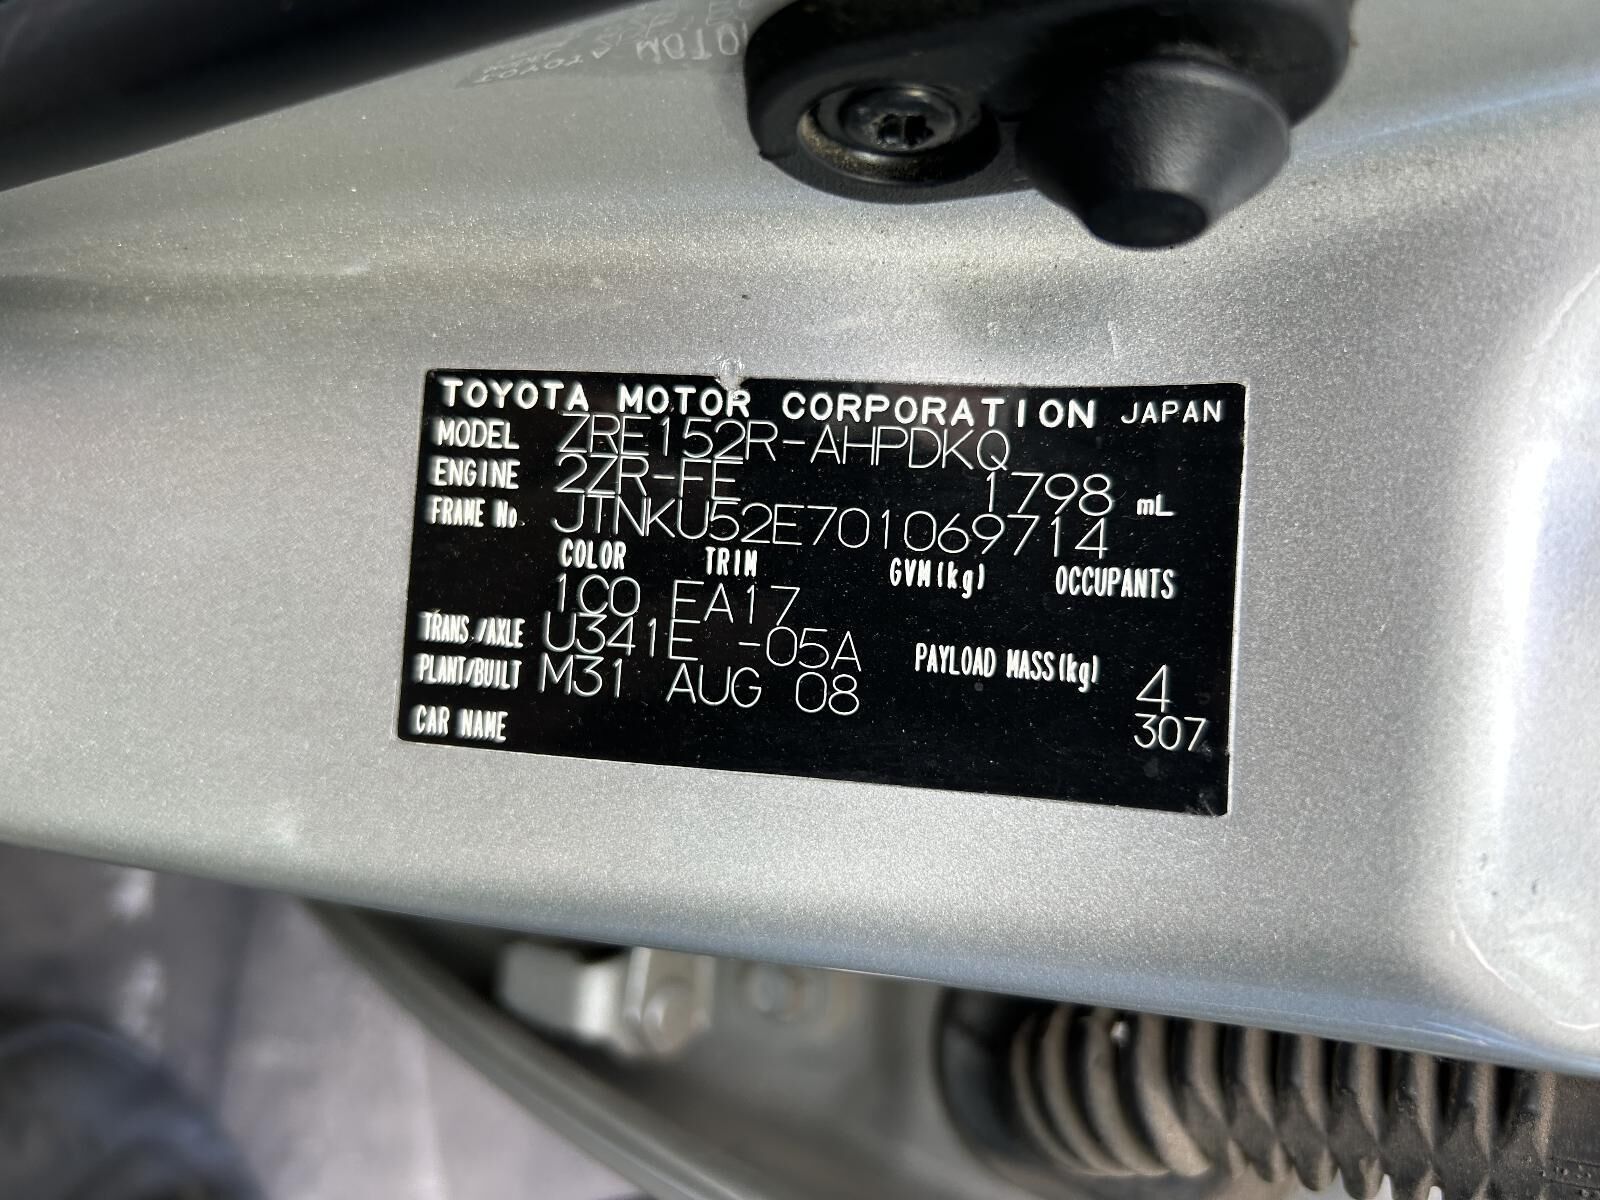 TOYOTA MOTOR CORPORATION JAPAN
MODEL ZRE152R-AHPDKQ
ENGINE 2ZR-FE 1798 mL
FRAME No. JTNKU52E701069714
COLOR TRIM GVM(kg) OCCUPANTS
1C0 EA17
TRANS./AXLE U341E -05A PAYLOAD MASS(kg) 4
PLANT/BUILT M31 AUG 08 307
CAR NAME